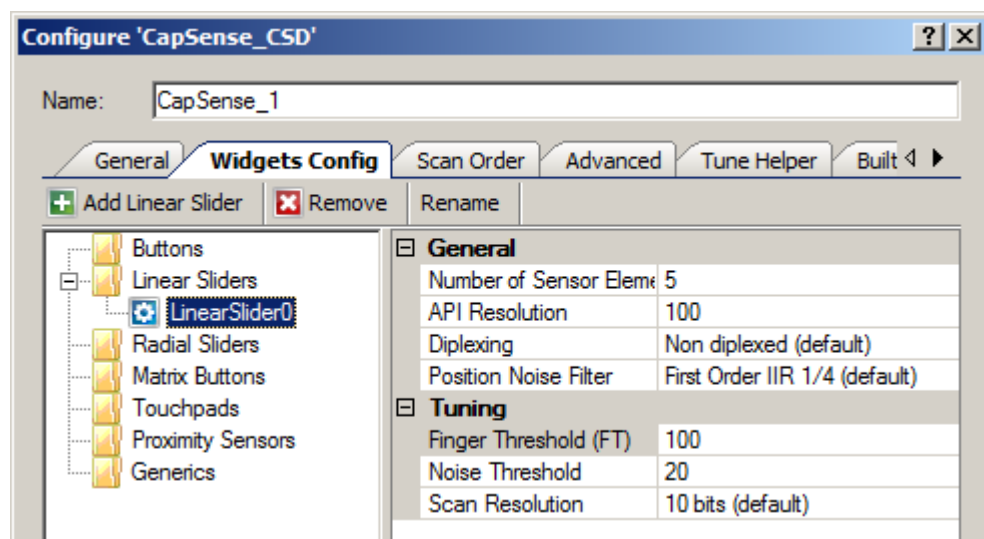 Configure 'CapSense_CSD'
Name: CapSense_1
General Widgets Config Scan Order Advanced Tune Helper Built
Add Linear Slider Remove Rename
Buttons
Linear Sliders
LinearSlider0
Radial Sliders
Matrix Buttons
Touchpads
Proximity Sensors
Generics
General
Number of Sensor Eleme 5
API Resolution 100
Diplexing Non diplexed (default)
Position Noise Filter First Order IIR 1/4 (default)
Tuning
Finger Threshold (FT) 100
Noise Threshold 20
Scan Resolution 10 bits (default)